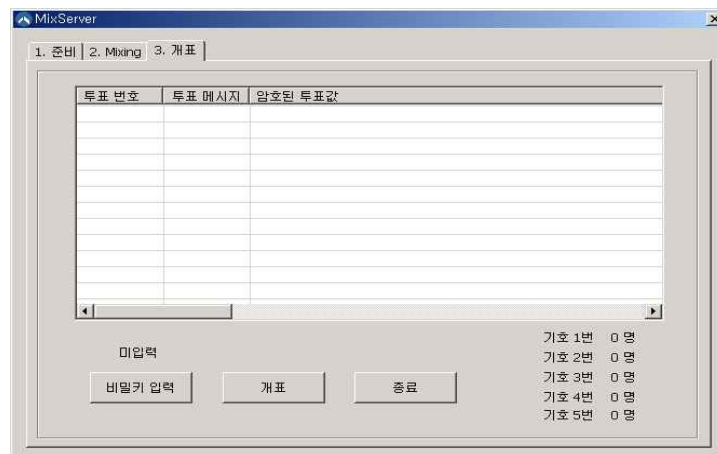 MixServer
1. 준비 2. Mixing 3. 개표
투표 번호 투표 메시지 암호된 투표값
기호 1번 0 명
미입력
기호 2번 0 명
비밀키 입력 개표 종료
기호 3번 0 명
기호 4번 0 명
기호 5번 0 명